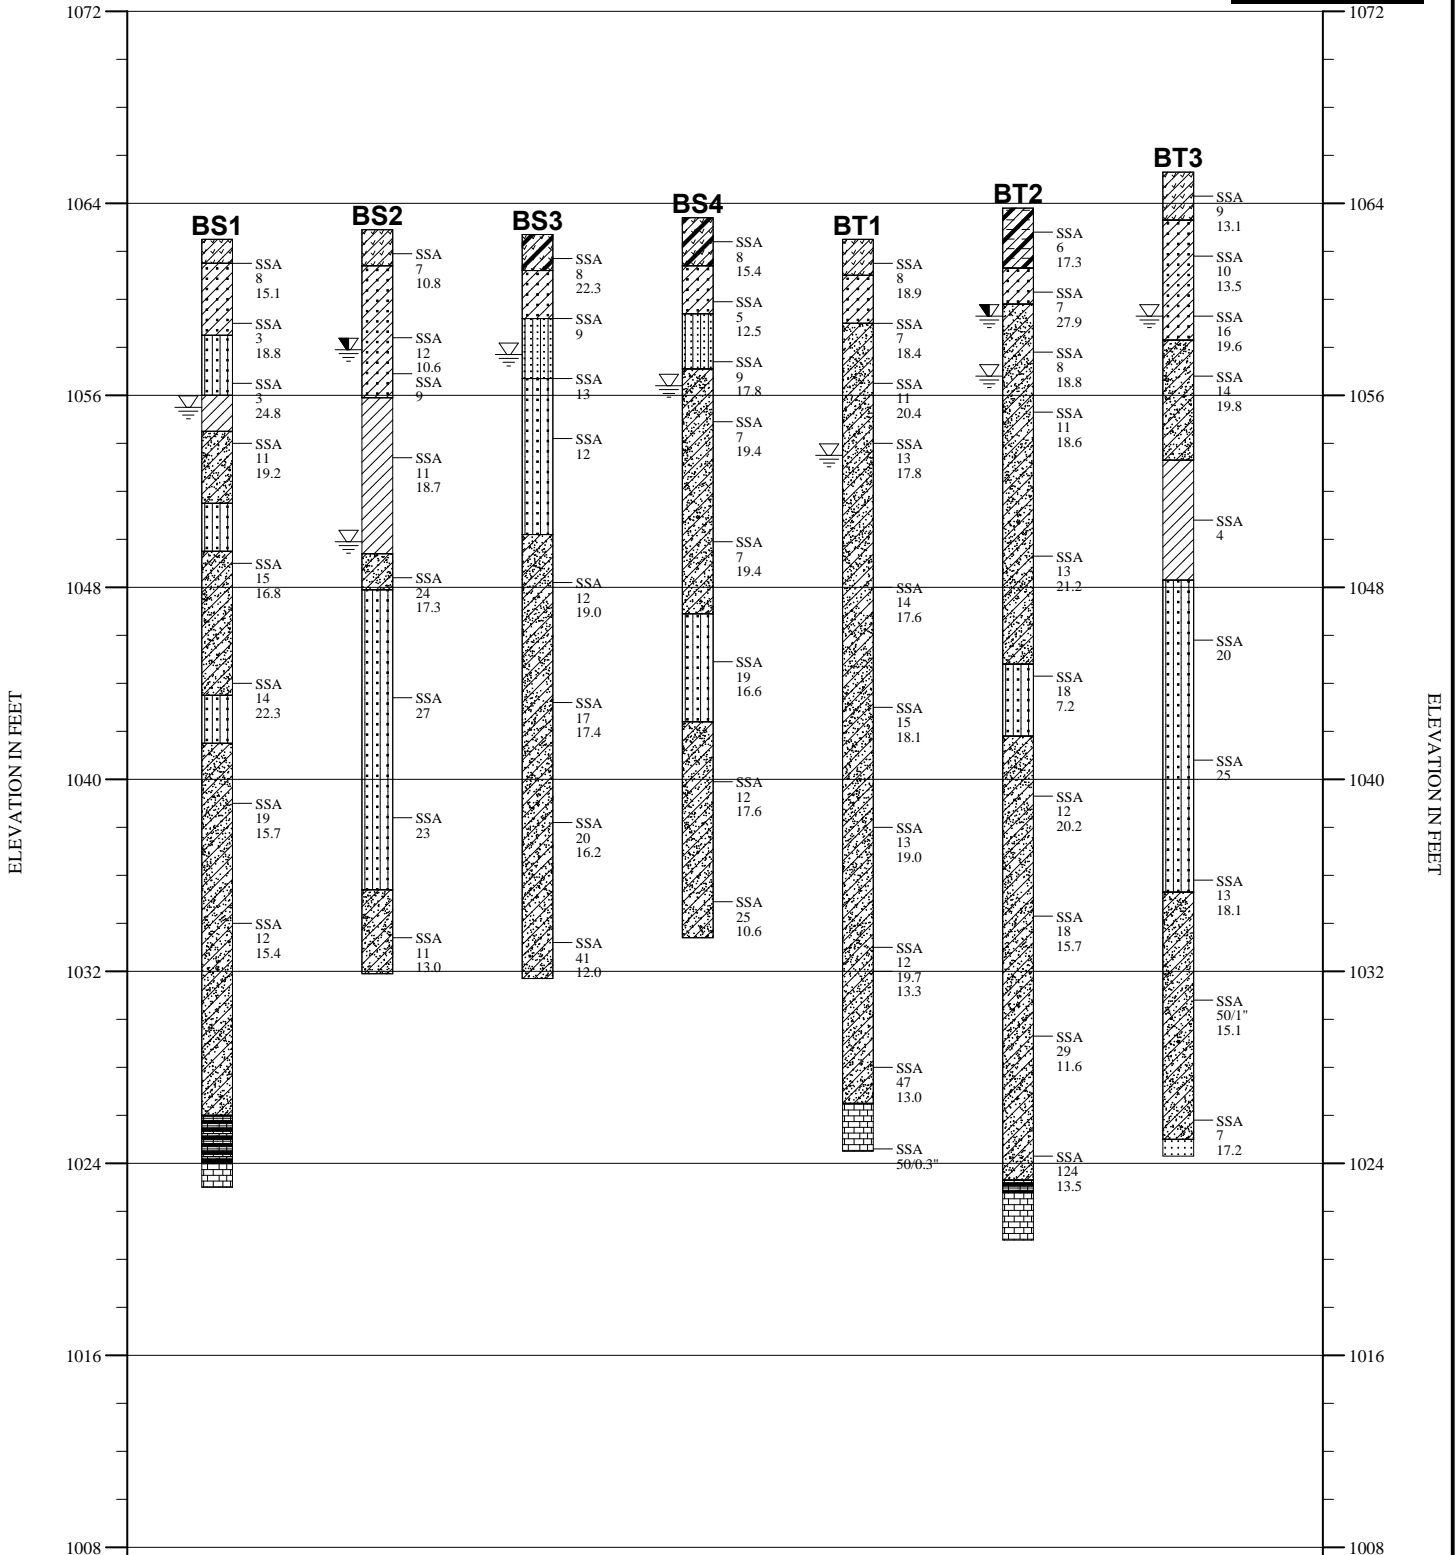 1072
1064
1056
1048
1040
1032
1024
1016
1008
ELEVATION IN FEET
BS1
SSA
8
15.1
SSA
3
18.8
SSA
3
24.8
SSA
11
19.2
SSA
15
16.8
SSA
14
22.3
SSA
19
15.7
SSA
12
15.4
BS2
SSA
7
10.8
SSA
12
10.6
SSA
9
SSA
11
18.7
SSA
24
17.3
SSA
27
SSA
23
SSA
11
13.0
BS3
SSA
8
22.3
SSA
9
SSA
13
SSA
12
SSA
12
19.0
SSA
17
17.4
SSA
20
16.2
SSA
41
12.0
BS4
SSA
8
15.4
SSA
5
12.5
SSA
9
17.8
SSA
7
19.4
SSA
7
19.4
SSA
19
16.6
SSA
12
17.6
SSA
25
10.6
BT1
SSA
8
18.9
SSA
7
18.4
SSA
11
20.4
SSA
13
17.8
SSA
14
17.6
SSA
15
18.1
SSA
13
19.0
SSA
12
19.7
13.3
SSA
47
13.0
SSA
50/0.3"
BT2
SSA
6
17.3
SSA
7
27.9
SSA
8
18.8
SSA
11
18.6
SSA
13
21.2
SSA
18
7.2
SSA
12
20.2
SSA
18
15.7
SSA
29
11.6
SSA
124
13.5
BT3
SSA
9
13.1
SSA
10
13.5
SSA
16
19.6
SSA
14
19.8
SSA
4
SSA
20
SSA
25
SSA
13
18.1
SSA
50/1"
15.1
SSA
7
17.2
1072
1064
1056
1048
1040
1032
1024
1016
1008
ELEVATION IN FEET